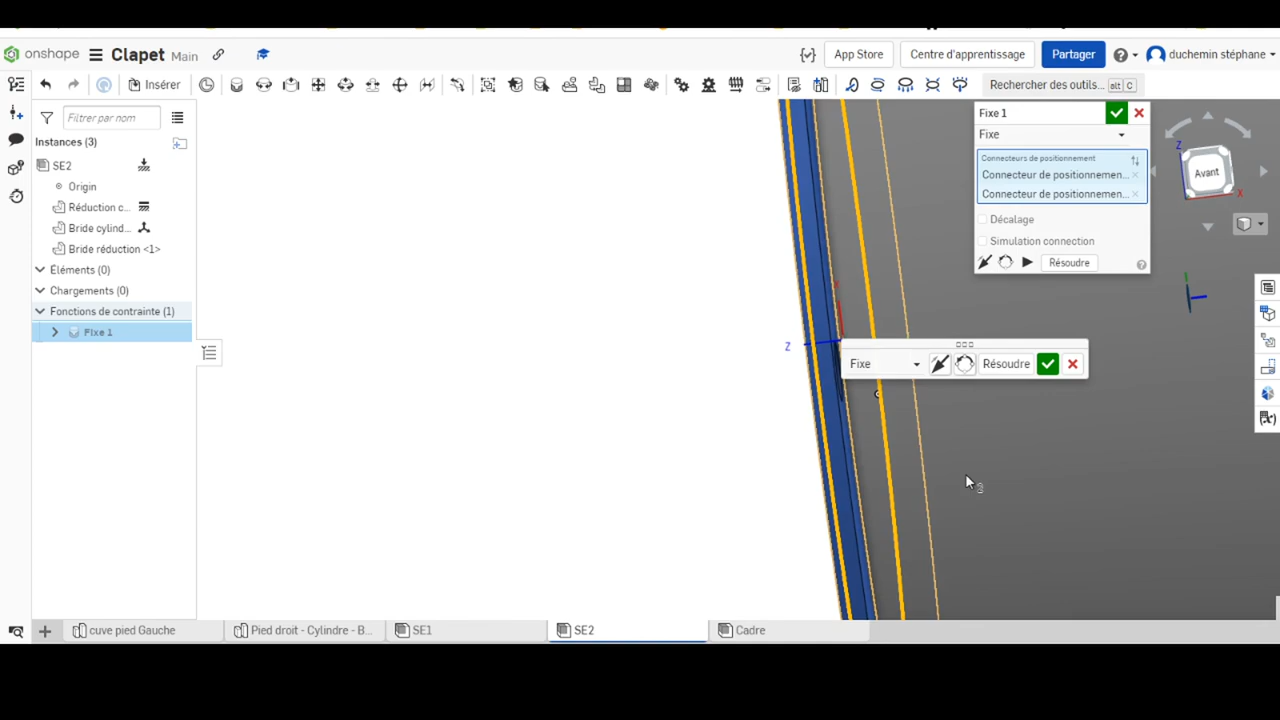 onshape Clapet Main
App Store Centre d'apprentissage Partager duchemin stéphane
Insérer Rechercher des outils... alt C
Filtrer par nom
Instances (3)
SE2
Origin
Réduction c...
Bride cylind...
Bride réduction <1>
Éléments (0)
Chargements (0)
Fonctions de contrainte (1)
Fixe 1
Fixe 1
Fixe
Connecteurs de positionnement
Connecteur de positionnemen...
Connecteur de positionnemen...
Décalage
Simulation connection
Résoudre
Z
Avant
X
Z
Fixe Résoudre
cuve pied Gauche Pied droit - Cylindre - B... SE1 SE2 Cadre